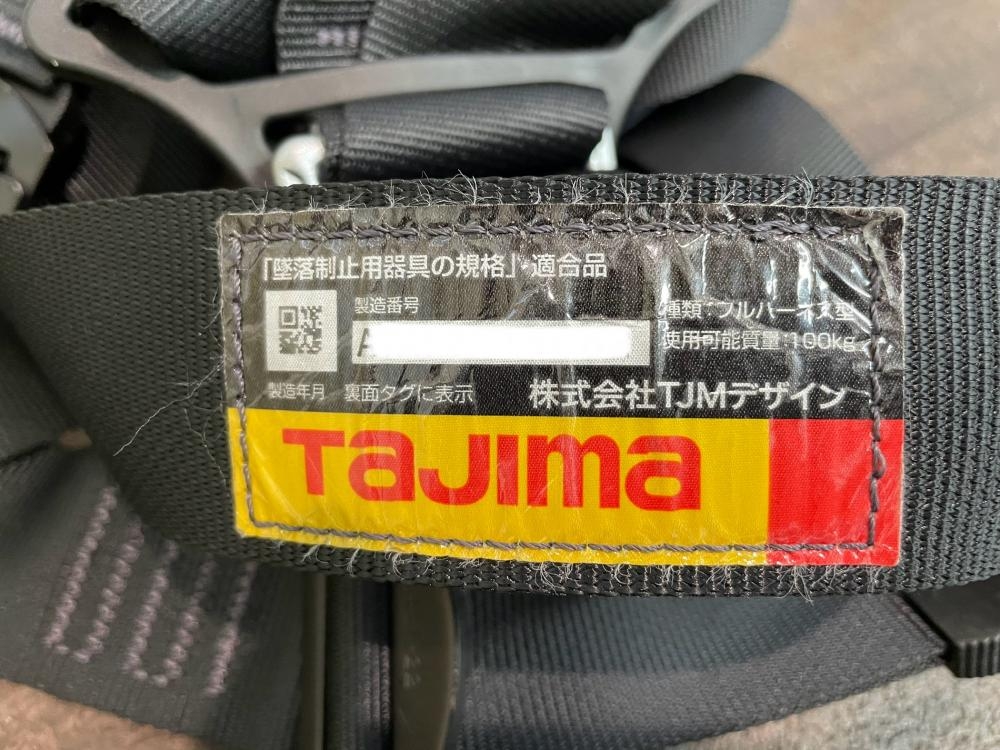 「墜落制止用器具の規格」適合品
製造番号
A
種類:フルハーネス型
使用可能質量:100kg
製造年月 裏面タグに表示
株式会社TJMデザイン
Tajima